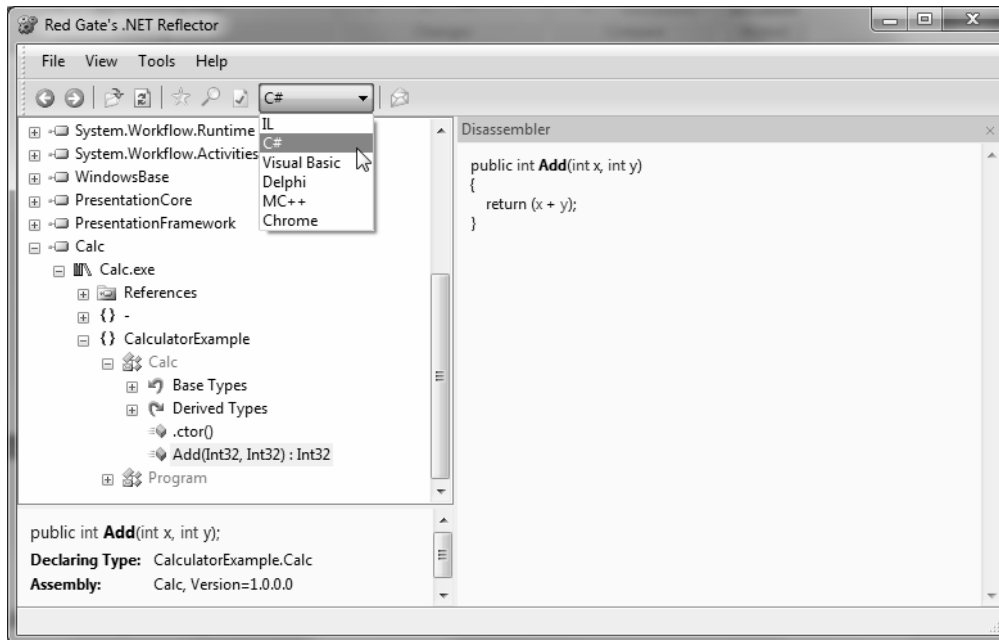 Red Gate's .NET Reflector
File View Tools Help
C#
IL
C#
Visual Basic
Delphi
MC++
Chrome
System.Workflow.Runtime
System.Workflow.Activities
WindowsBase
PresentationCore
PresentationFramework
Calc
Calc.exe
References
{} -
{} CalculatorExample
Calc
Base Types
Derived Types
.ctor()
Add(Int32, Int32) : Int32
Program
public int Add(int x, int y);
Declaring Type: CalculatorExample.Calc
Assembly: Calc, Version=1.0.0.0
Disassembler
public int Add(int x, int y)
{
return (x + y);
}